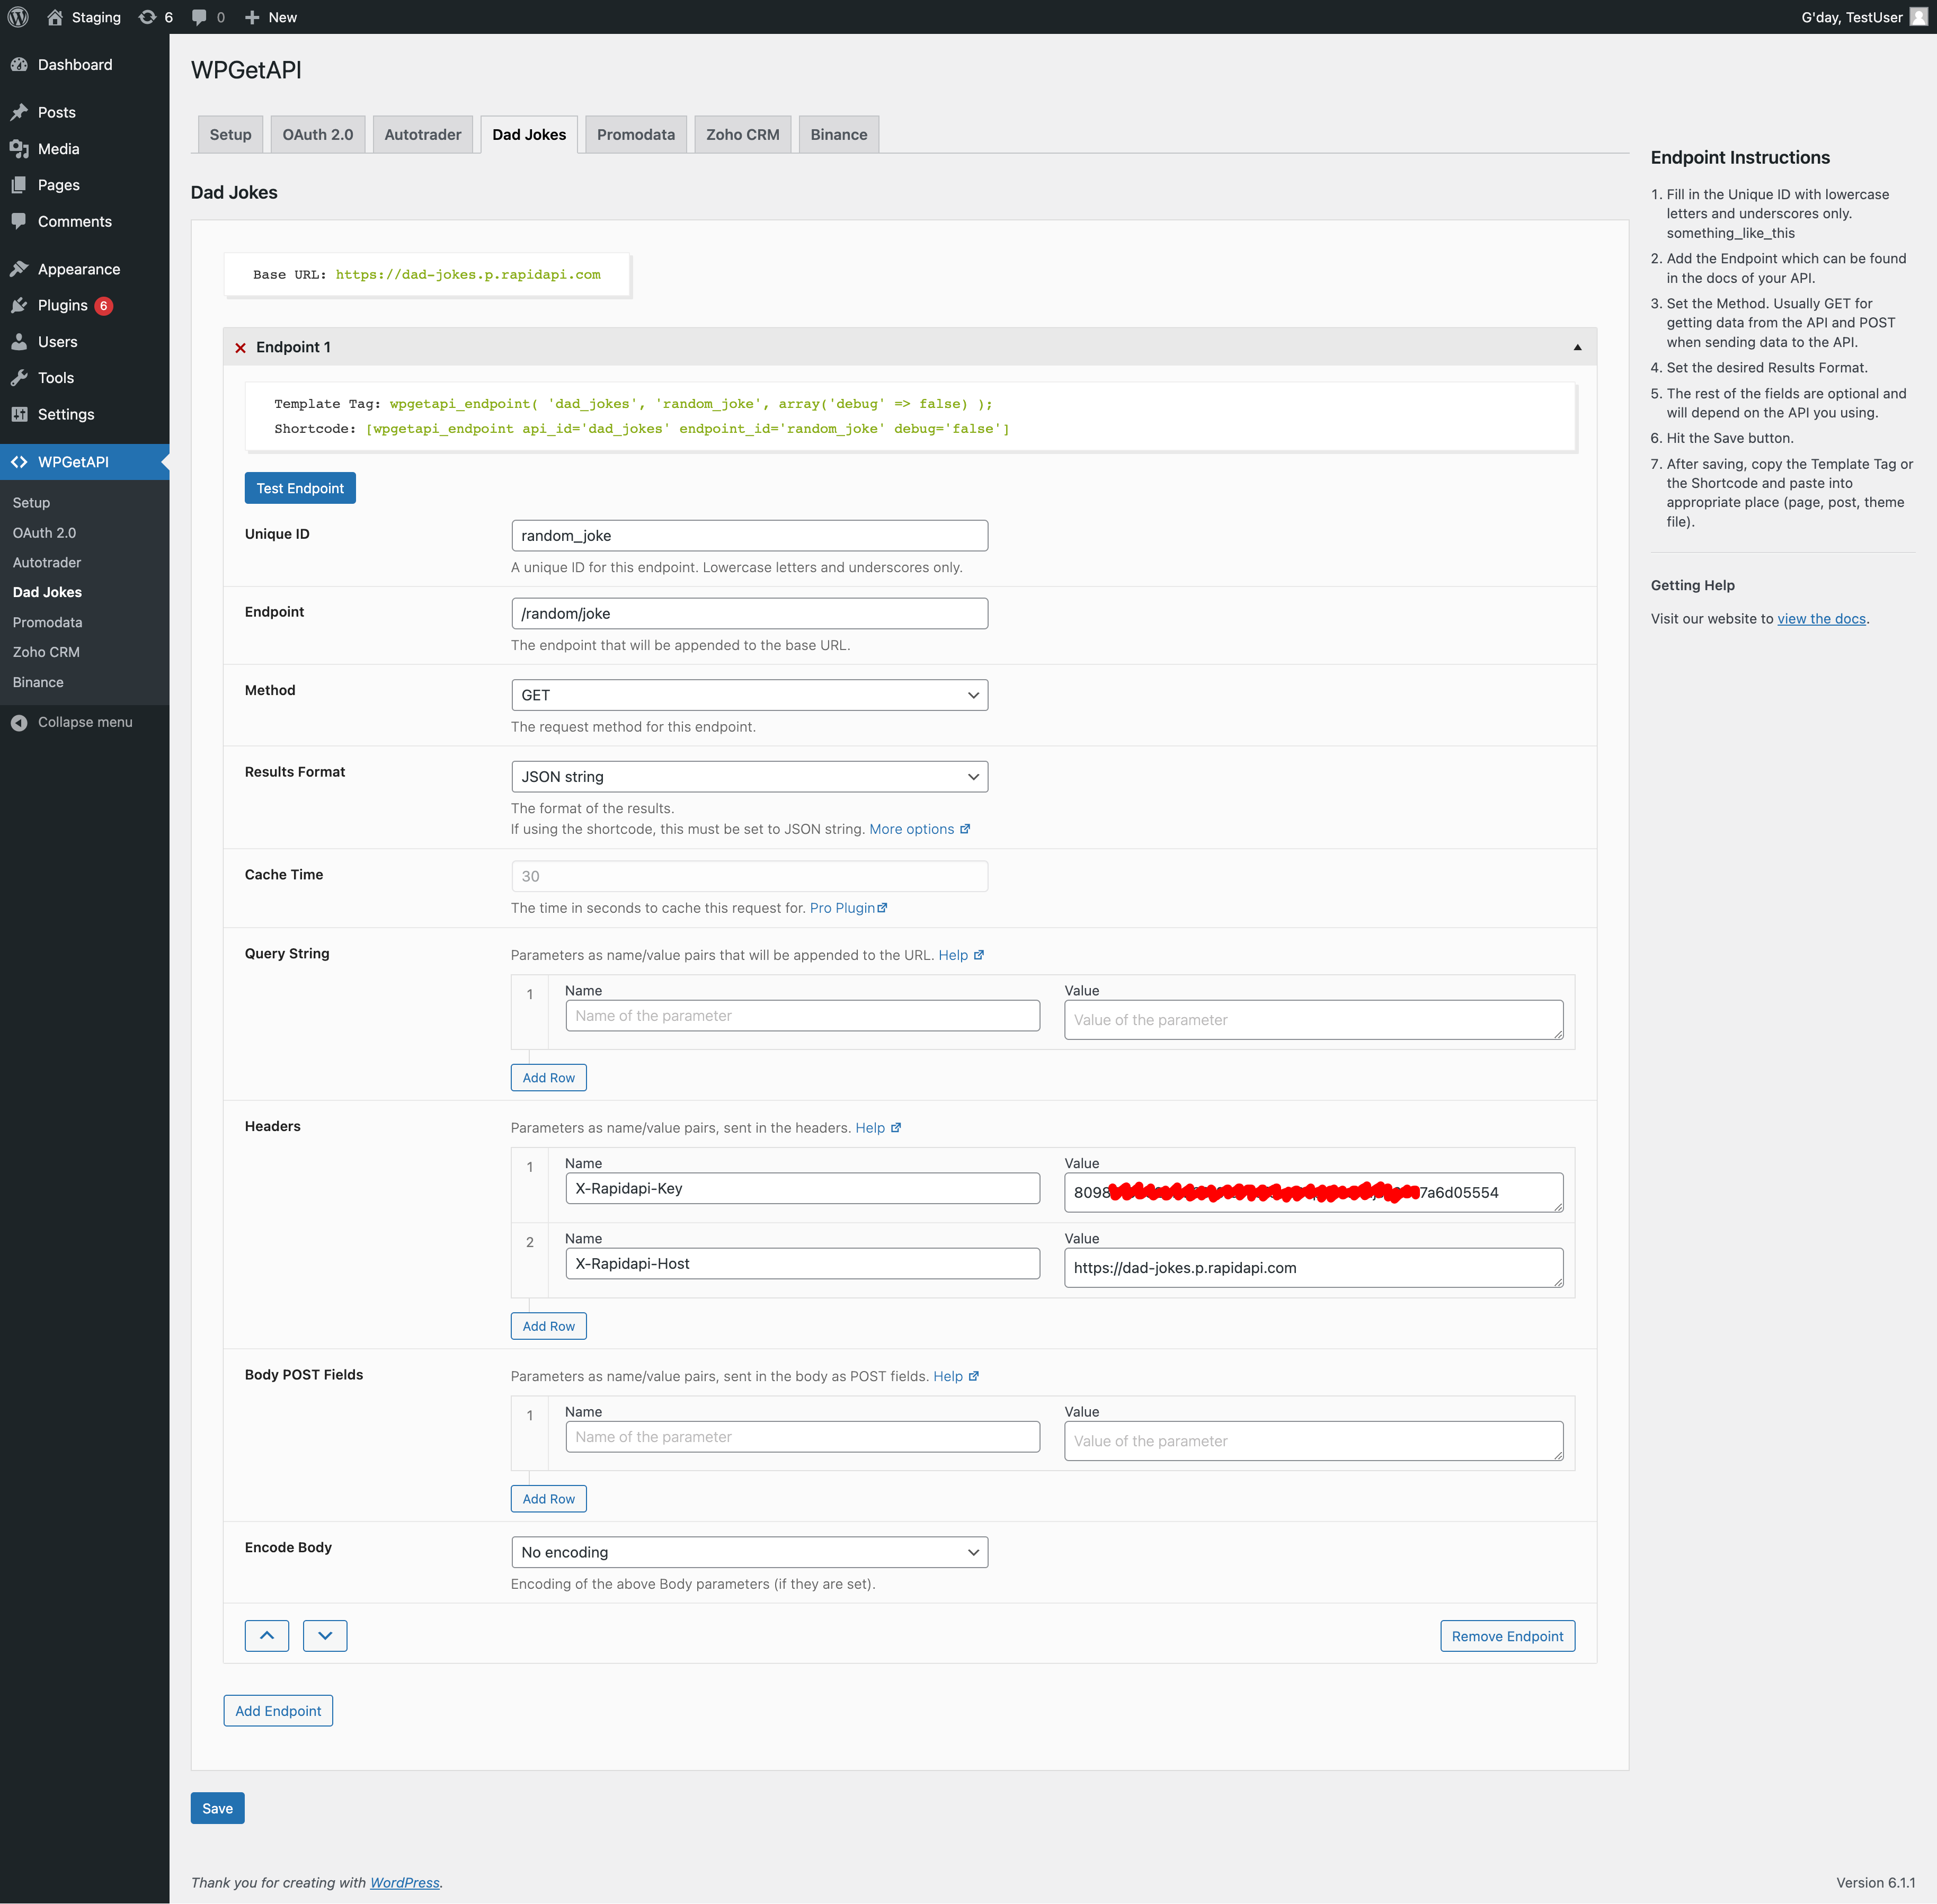 Staging 6 0 New
G'day, TestUser
Dashboard
Posts
Media
Pages
Comments
Appearance
Plugins 6
Users
Tools
Settings
WPGetAPI
Setup
OAuth 2.0
Autotrader
Dad Jokes
Promodata
Zoho CRM
Binance
Collapse menu
WPGetAPI
Setup OAuth 2.0 Autotrader Dad Jokes Promodata Zoho CRM Binance
Dad Jokes
Base URL: https://dad-jokes.p.rapidapi.com
Endpoint 1
Template Tag: wpgetapi_endpoint( 'dad_jokes', 'random_joke', array('debug' => false) );
Shortcode: [wpgetapi_endpoint api_id='dad_jokes' endpoint_id='random_joke' debug='false']
Test Endpoint
Unique ID
random_joke
A unique ID for this endpoint. Lowercase letters and underscores only.
Endpoint
/random/joke
The endpoint that will be appended to the base URL.
Method
GET
The request method for this endpoint.
Results Format
JSON string
The format of the results.
If using the shortcode, this must be set to JSON string. More options
Cache Time
30
The time in seconds to cache this request for. Pro Plugin
Query String
Parameters as name/value pairs that will be appended to the URL. Help
1
Name
Name of the parameter
Value
Value of the parameter
Add Row
Headers
Parameters as name/value pairs, sent in the headers. Help
1
Name
X-Rapidapi-Key
Value
8098 7a6d05554
2
Name
X-Rapidapi-Host
Value
https://dad-jokes.p.rapidapi.com
Add Row
Body POST Fields
Parameters as name/value pairs, sent in the body as POST fields. Help
1
Name
Name of the parameter
Value
Value of the parameter
Add Row
Encode Body
No encoding
Encoding of the above Body parameters (if they are set).
Remove Endpoint
Add Endpoint
Save
Endpoint Instructions
1. Fill in the Unique ID with lowercase
letters and underscores only.
something_like_this
2. Add the Endpoint which can be found
in the docs of your API.
3. Set the Method. Usually GET for
getting data from the API and POST
when sending data to the API.
4. Set the desired Results Format.
5. The rest of the fields are optional and
will depend on the API you using.
6. Hit the Save button.
7. After saving, copy the Template Tag or
the Shortcode and paste into
appropriate place (page, post, theme
file).
Getting Help
Visit our website to view the docs.
Thank you for creating with WordPress.
Version 6.1.1